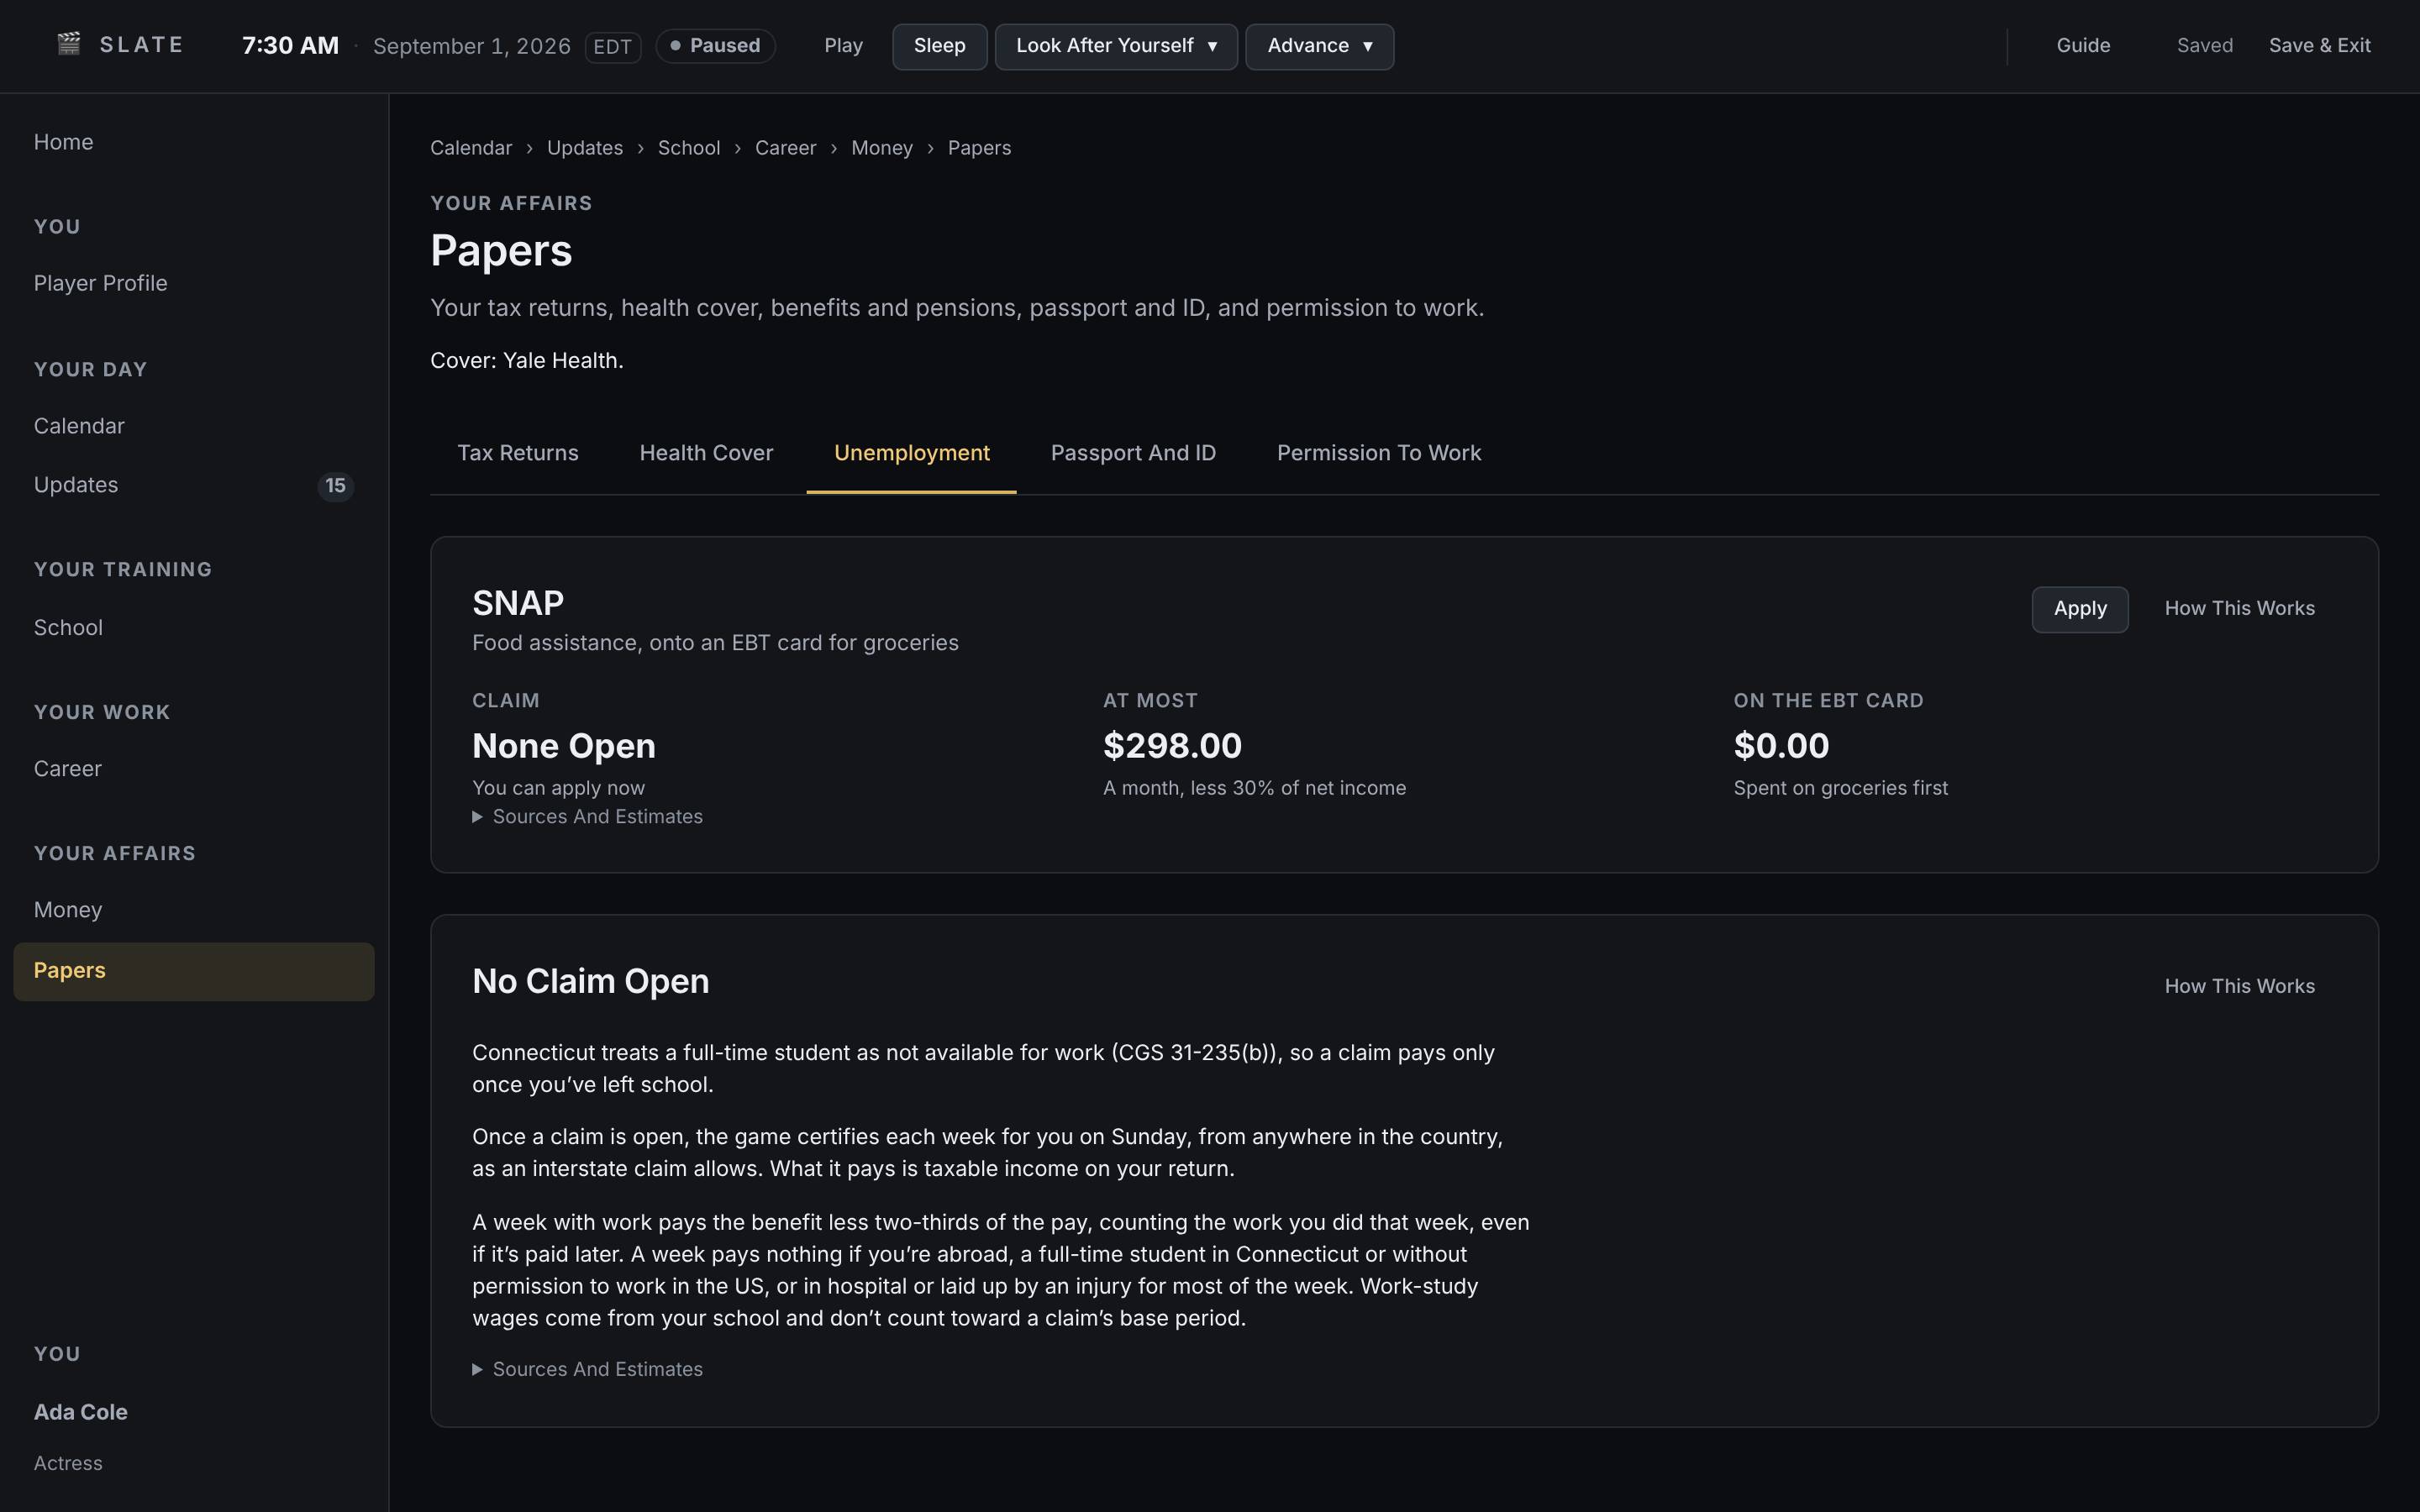 SLATE
7:30 AM · September 1, 2026 EDT Paused Play Sleep Look After Yourself ▾ Advance ▾ Guide Saved Save & Exit
Home
YOU
Player Profile
YOUR DAY
Calendar
Updates 15
YOUR TRAINING
School
YOUR WORK
Career
YOUR AFFAIRS
Money
Papers
YOU
Ada Cole
Actress
Calendar › Updates › School › Career › Money › Papers
YOUR AFFAIRS
Papers
Your tax returns, health cover, benefits and pensions, passport and ID, and permission to work.
Cover: Yale Health.
Tax Returns Health Cover Unemployment Passport And ID Permission To Work
SNAP
Apply How This Works
Food assistance, onto an EBT card for groceries
CLAIM AT MOST ON THE EBT CARD
None Open $298.00 $0.00
You can apply now A month, less 30% of net income Spent on groceries first
Sources And Estimates
No Claim Open
How This Works
Connecticut treats a full-time student as not available for work (CGS 31-235(b)), so a claim pays only
once you’ve left school.
Once a claim is open, the game certifies each week for you on Sunday, from anywhere in the country,
as an interstate claim allows. What it pays is taxable income on your return.
A week with work pays the benefit less two-thirds of the pay, counting the work you did that week, even
if it’s paid later. A week pays nothing if you’re abroad, a full-time student in Connecticut or without
permission to work in the US, or in hospital or laid up by an injury for most of the week. Work-study
wages come from your school and don’t count toward a claim’s base period.
Sources And Estimates